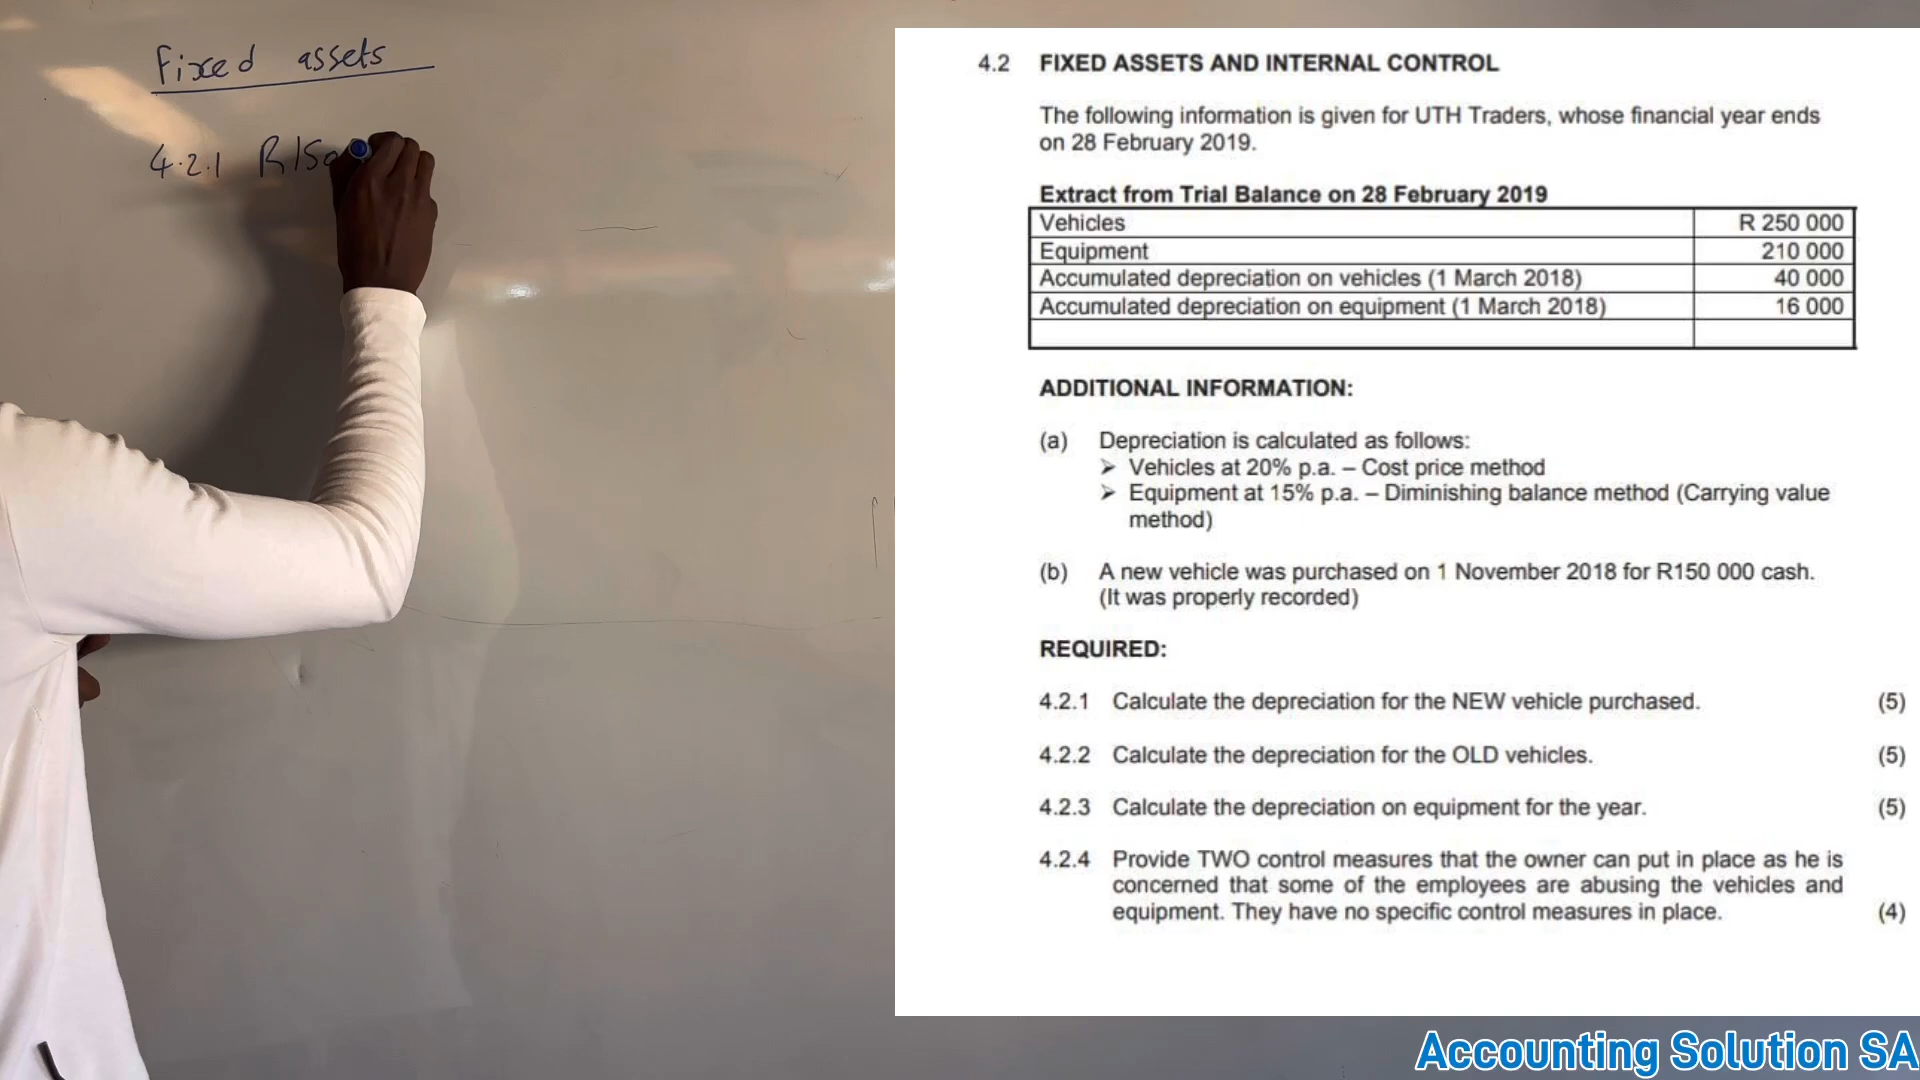 Fixed assets
4.2.1 R150
4.2 FIXED ASSETS AND INTERNAL CONTROL
The following information is given for UTH Traders, whose financial year ends
on 28 February 2019.
Extract from Trial Balance on 28 February 2019
Vehicles R 250 000
Equipment 210 000
Accumulated depreciation on vehicles (1 March 2018) 40 000
Accumulated depreciation on equipment (1 March 2018) 16 000
ADDITIONAL INFORMATION:
(a) Depreciation is calculated as follows:
➢ Vehicles at 20% p.a. – Cost price method
➢ Equipment at 15% p.a. – Diminishing balance method (Carrying value
method)
(b) A new vehicle was purchased on 1 November 2018 for R150 000 cash.
(It was properly recorded)
REQUIRED:
4.2.1 Calculate the depreciation for the NEW vehicle purchased. (5)
4.2.2 Calculate the depreciation for the OLD vehicles. (5)
4.2.3 Calculate the depreciation on equipment for the year. (5)
4.2.4 Provide TWO control measures that the owner can put in place as he is
concerned that some of the employees are abusing the vehicles and
equipment. They have no specific control measures in place. (4)
Accounting Solution SA